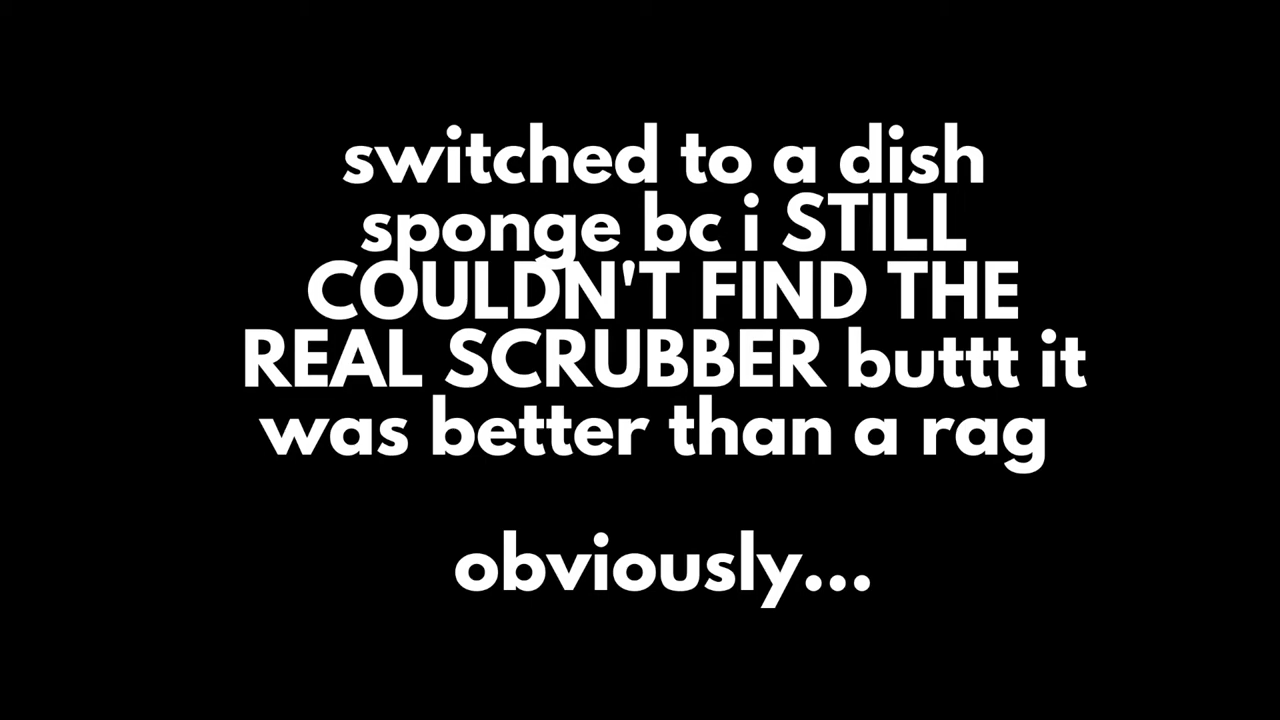 switched to a dish
sponge bc i STILL
COULDN'T FIND THE
REAL SCRUBBER buttt it
was better than a rag
obviously...